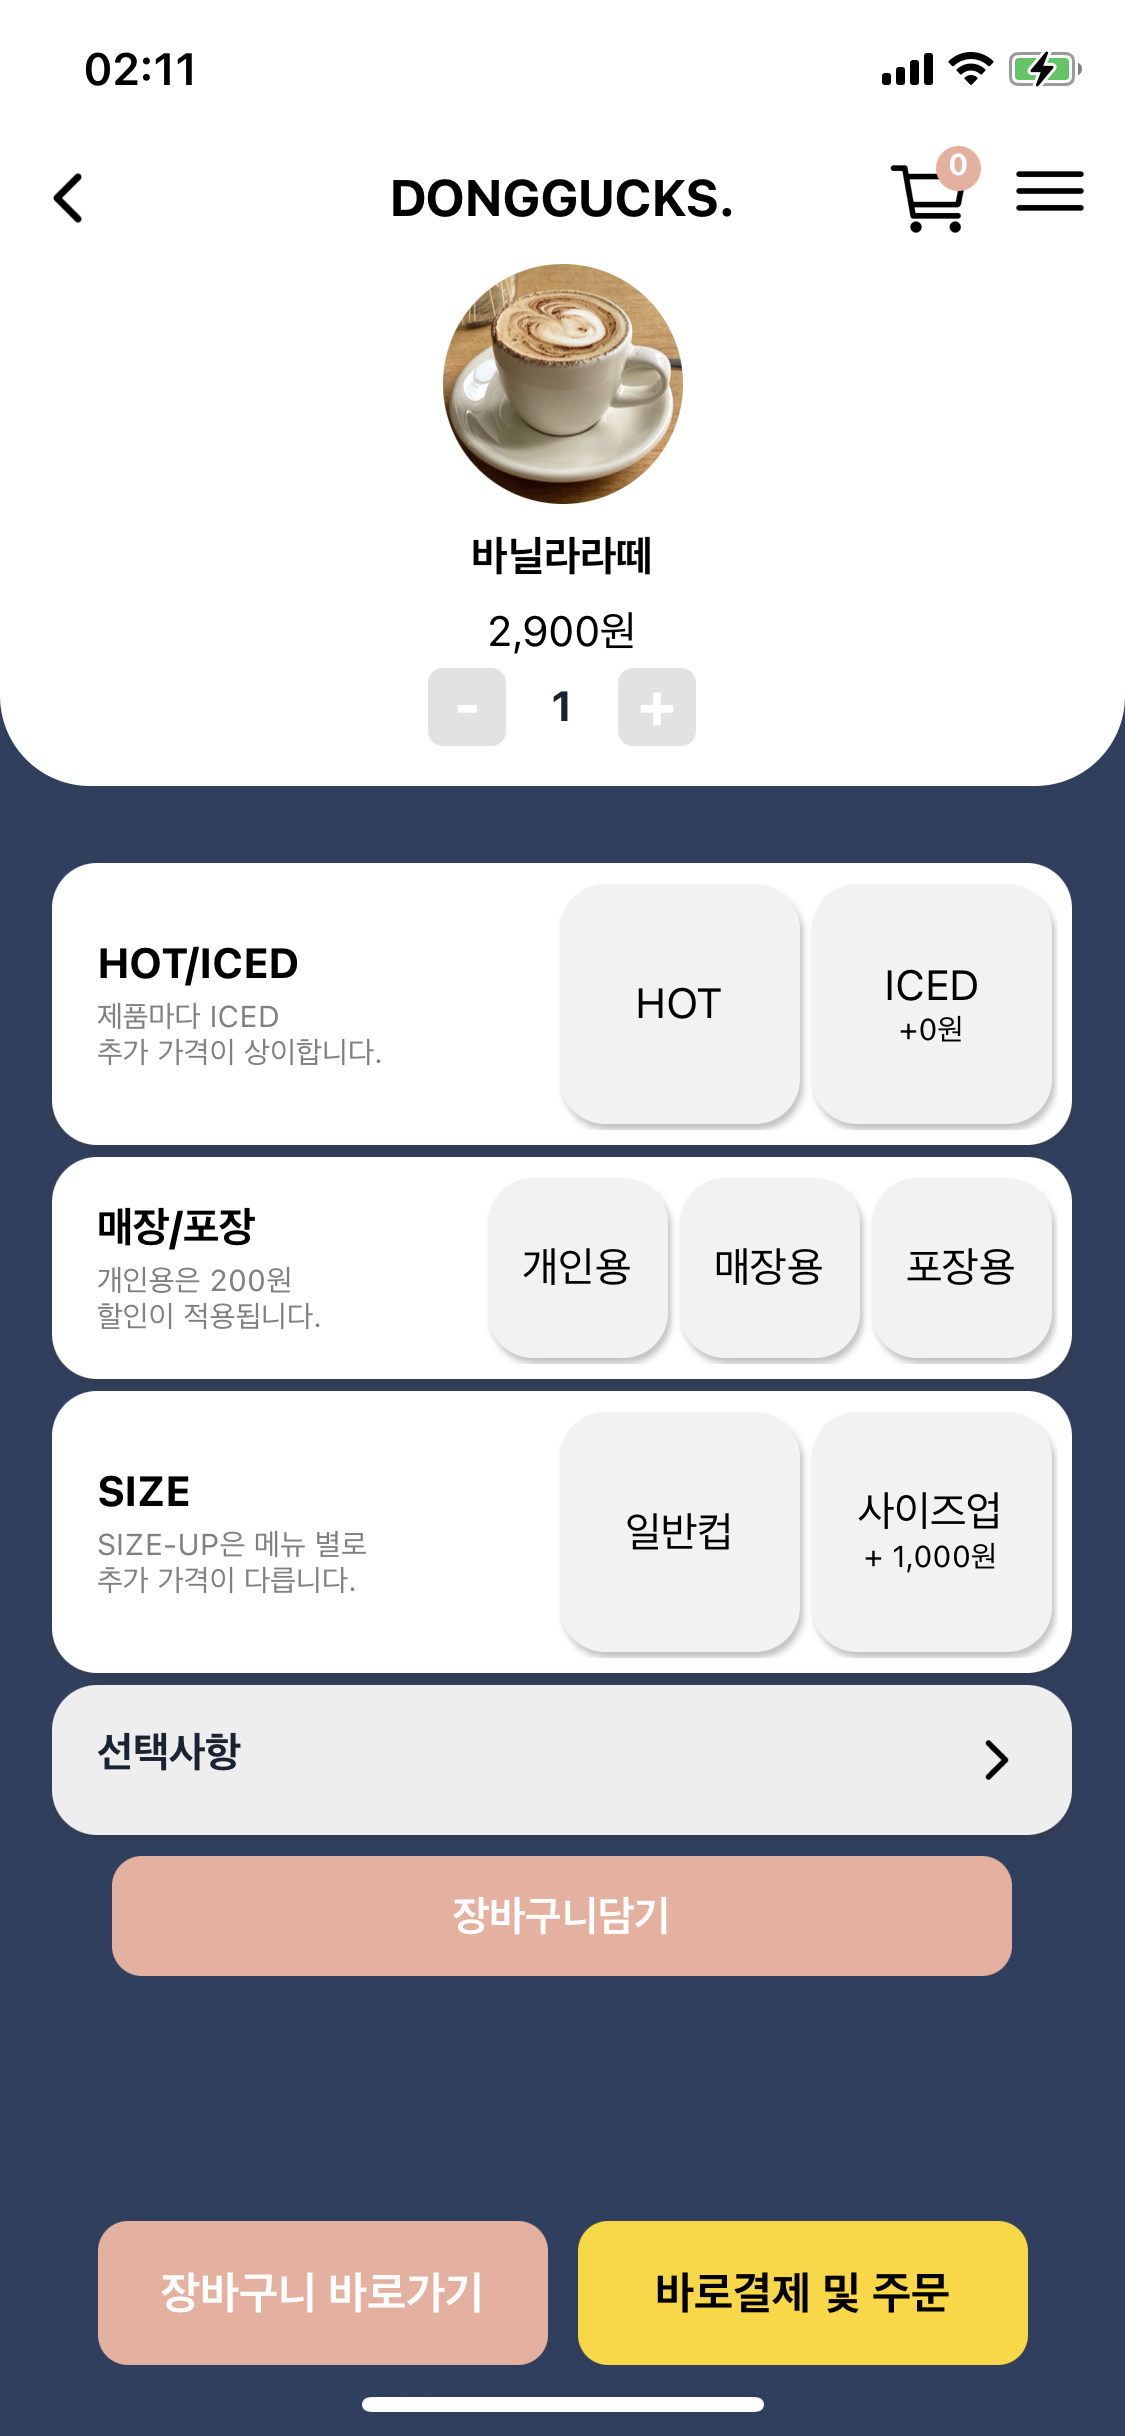 02:11
DONGGUCKS.
0
바닐라라떼
2,900원
- 1 +
HOT/ICED
제품마다 ICED
추가 가격이 상이합니다.
HOT
ICED
+0원
매장/포장
개인용은 200원
할인이 적용됩니다.
개인용
매장용
포장용
SIZE
SIZE-UP은 메뉴 별로
추가 가격이 다릅니다.
일반컵
사이즈업
+ 1,000원
선택사항
장바구니담기
장바구니 바로가기
바로결제 및 주문